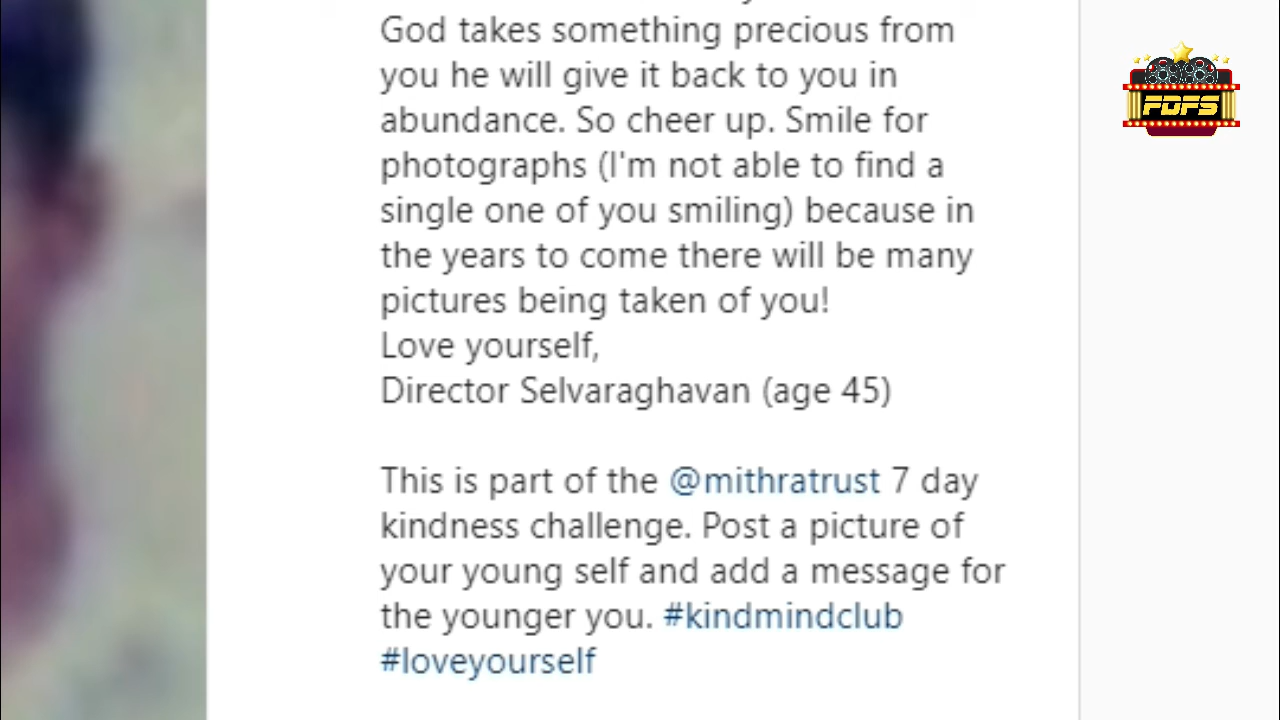 God takes something precious from
you he will give it back to you in
abundance. So cheer up. Smile for
photographs (I'm not able to find a
single one of you smiling) because in
the years to come there will be many
pictures being taken of you!
Love yourself,
Director Selvaraghavan (age 45)
This is part of the @mithratrust 7 day
kindness challenge. Post a picture of
your young self and add a message for
the younger you. #kindmindclub
#loveyourself
FDFS